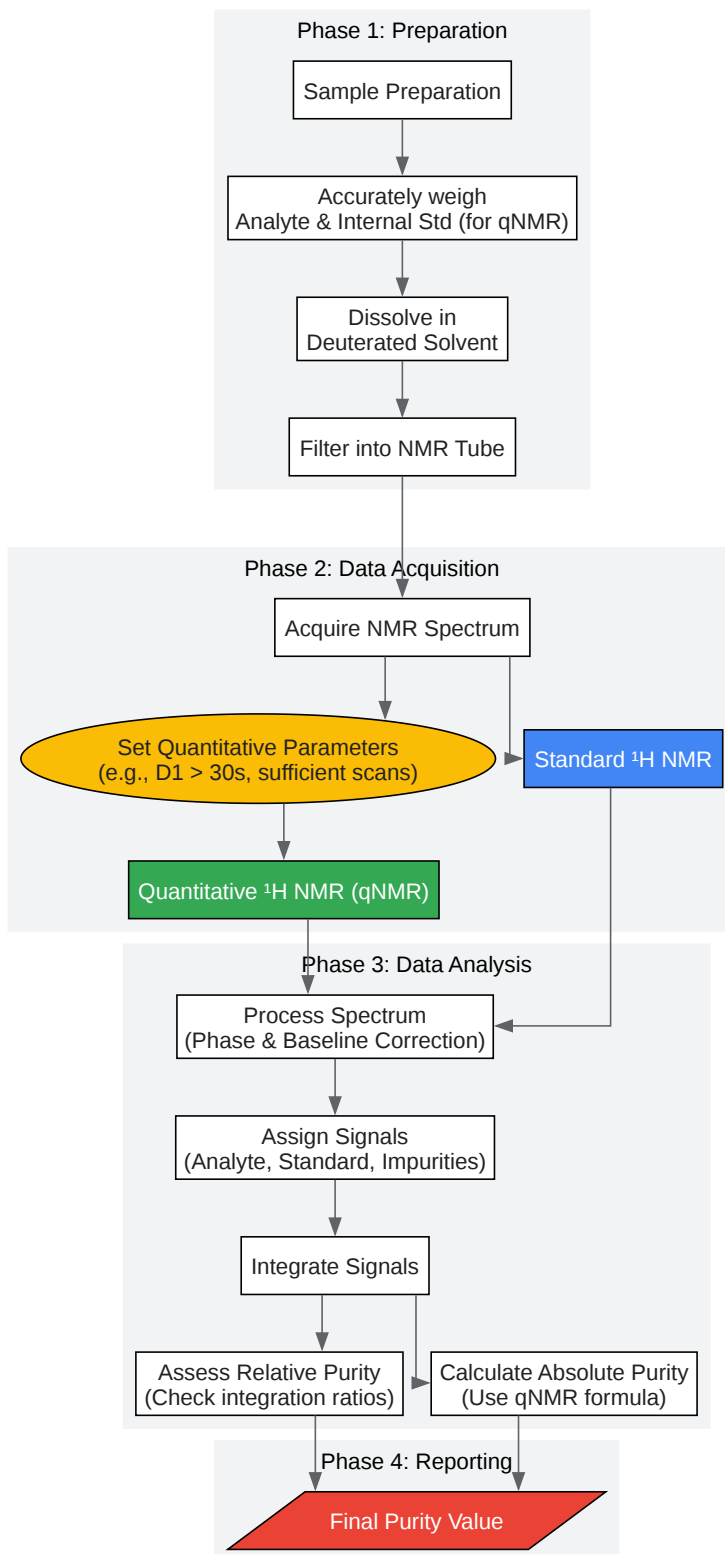 Phase 1: Preparation
Sample Preparation
Accurately weigh
Analyte & Internal Std (for qNMR)
Dissolve in
Deuterated Solvent
Filter into NMR Tube
Phase 2: Data Acquisition
Acquire NMR Spectrum
Set Quantitative Parameters
(e.g., D1 > 30s, sufficient scans)
Standard ¹H NMR
Quantitative ¹H NMR (qNMR)
Phase 3: Data Analysis
Process Spectrum
(Phase & Baseline Correction)
Assign Signals
(Analyte, Standard, Impurities)
Integrate Signals
Assess Relative Purity
(Check integration ratios)
Calculate Absolute Purity
(Use qNMR formula)
Phase 4: Reporting
Final Purity Value